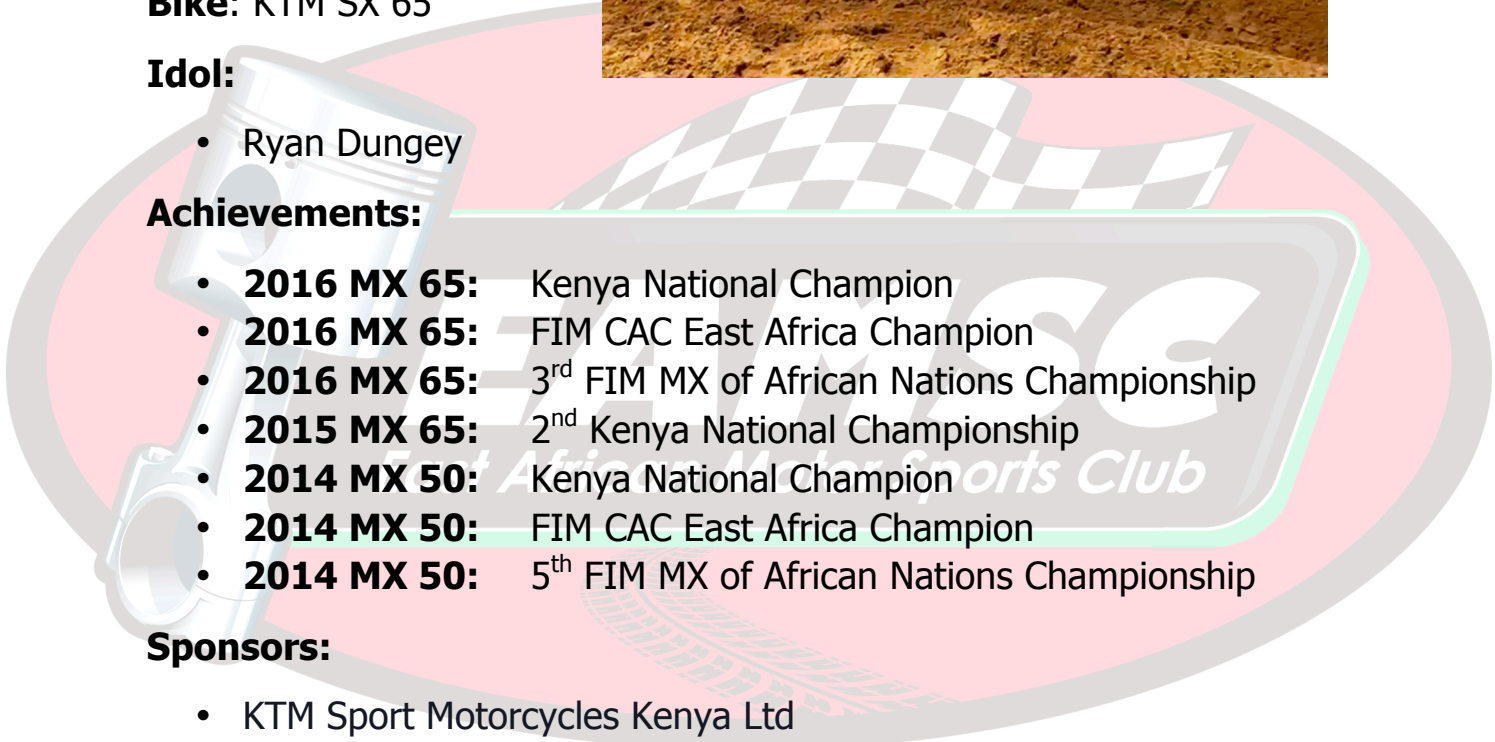 Bike: KTM SX 65
Idol:
• Ryan Dungey
Achievements:
• 2016 MX 65: Kenya National Champion
• 2016 MX 65: FIM CAC East Africa Champion
• 2016 MX 65: 3rd FIM MX of African Nations Championship
• 2015 MX 65: 2nd Kenya National Championship
EAMSC
East African Motor Sports Club
• 2014 MX 50: Kenya National Champion
• 2014 MX 50: FIM CAC East Africa Champion
• 2014 MX 50: 5th FIM MX of African Nations Championship
Sponsors:
• KTM Sport Motorcycles Kenya Ltd